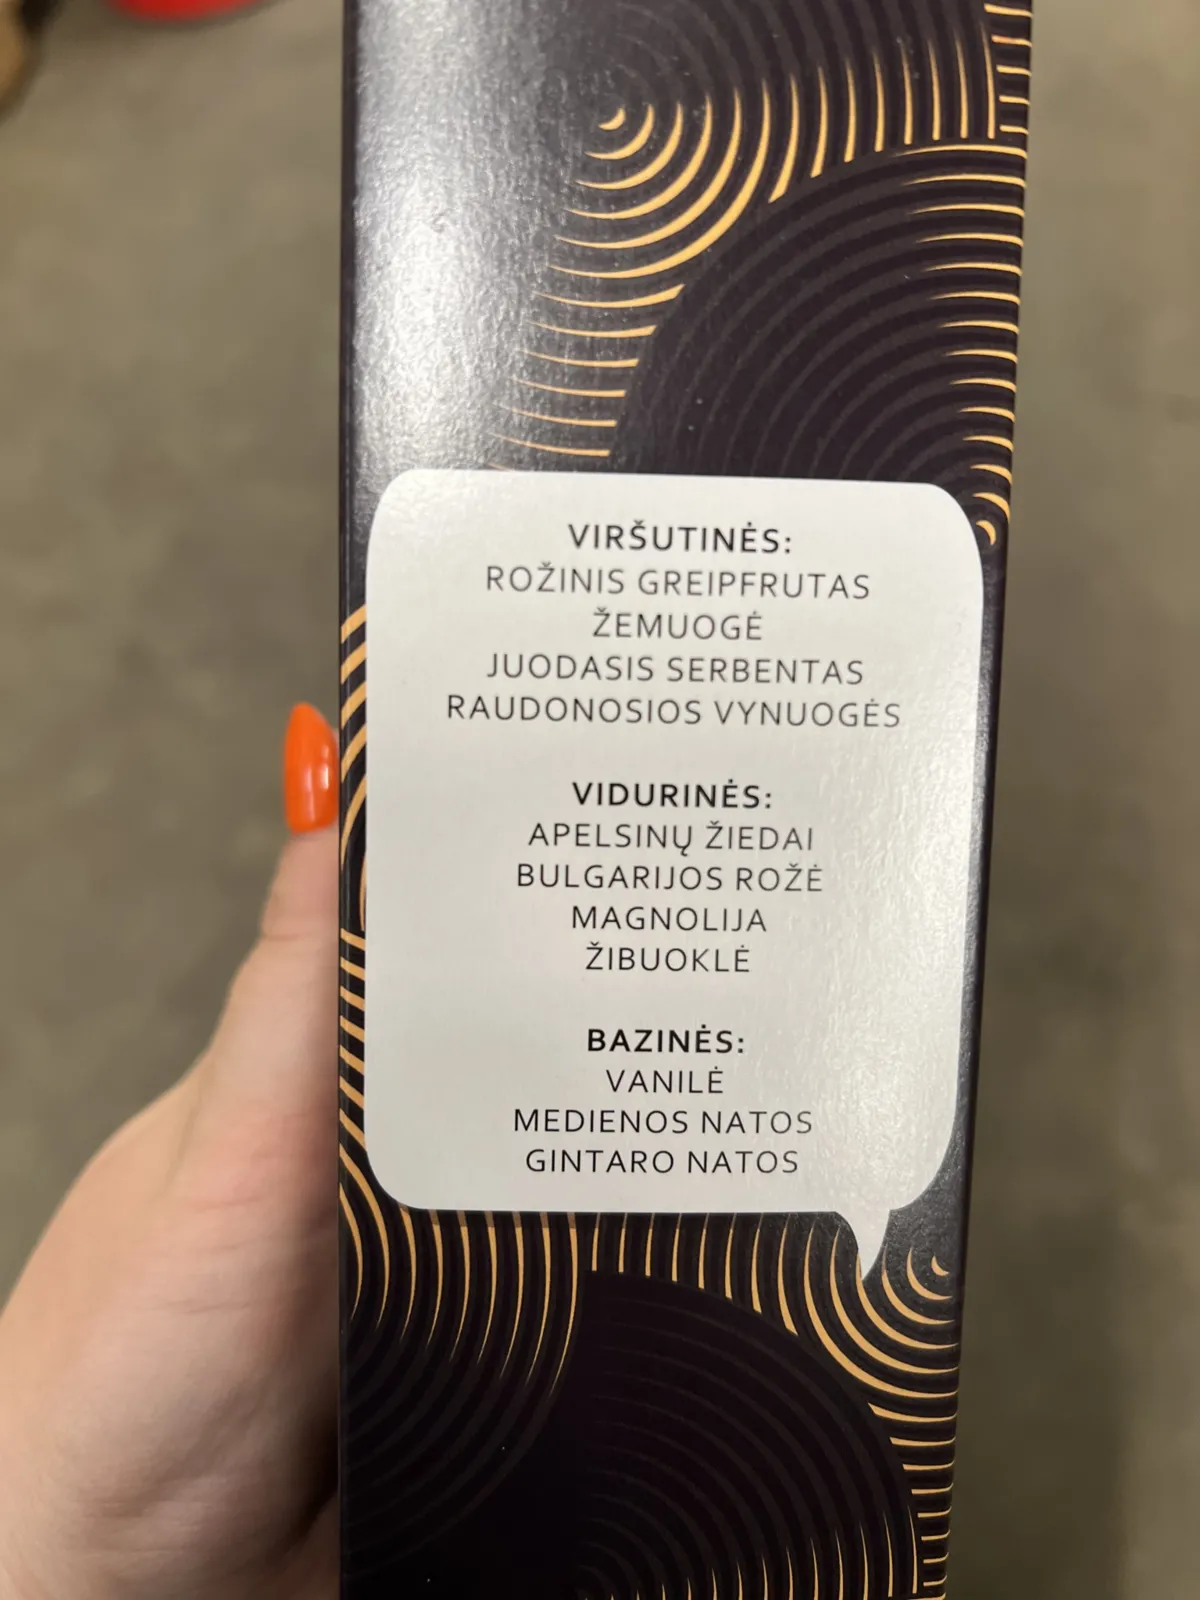 VIRŠUTINĖS:
ROŽINIS GREIPFRUTAS
ŽEMUOGĖ
JUODASIS SERBENTAS
RAUDONOSIOS VYNUOGĖS
VIDURINĖS:
APELSINŲ ŽIEDAI
BULGARIJOS ROŽĖ
MAGNOLIJA
ŽIBUOKLĖ
BAZINĖS:
VANILĖ
MEDIENOS NATOS
GINTARO NATOS